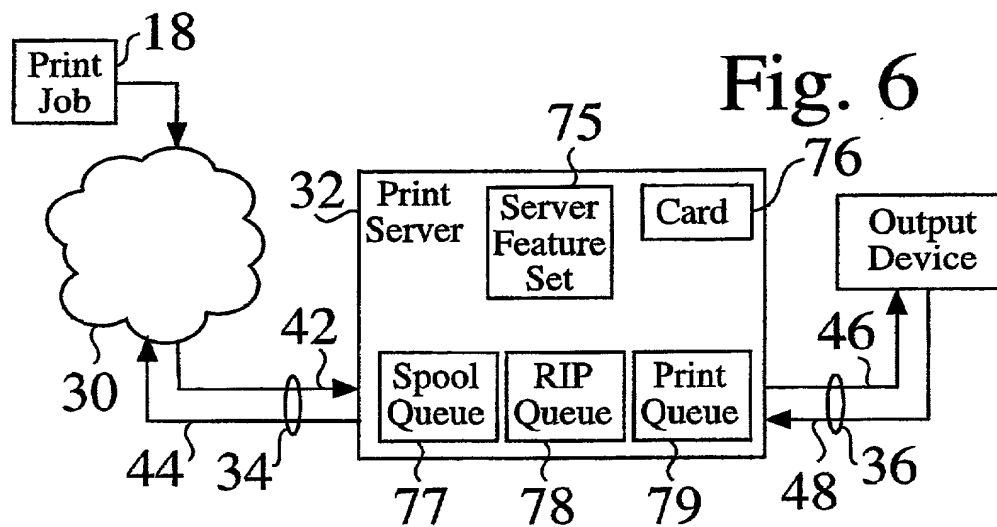 18
Print
Job
Fig. 6
75
76
32
Print
Server
Server
Feature
Set
Card
Output
Device
42
46
30
Spool
Queue
RIP
Queue
Print
Queue
44
34
77
78
79
48
36